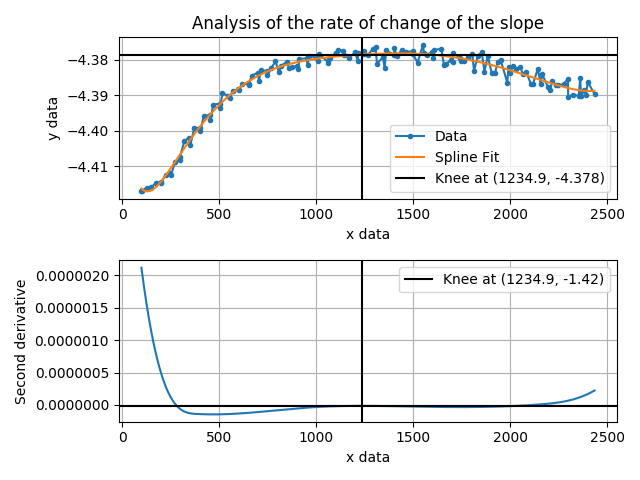 Analysis of the rate of change of the slope
−4.38
−4.39
−4.40
−4.41
y data
Data
Spline Fit
Knee at (1234.9, -4.378)
0 500 1000 1500 2000 2500
x data
0.0000020
0.0000015
0.0000010
0.0000005
0.0000000
Second derivative
Knee at (1234.9, -1.42)
0 500 1000 1500 2000 2500
x data